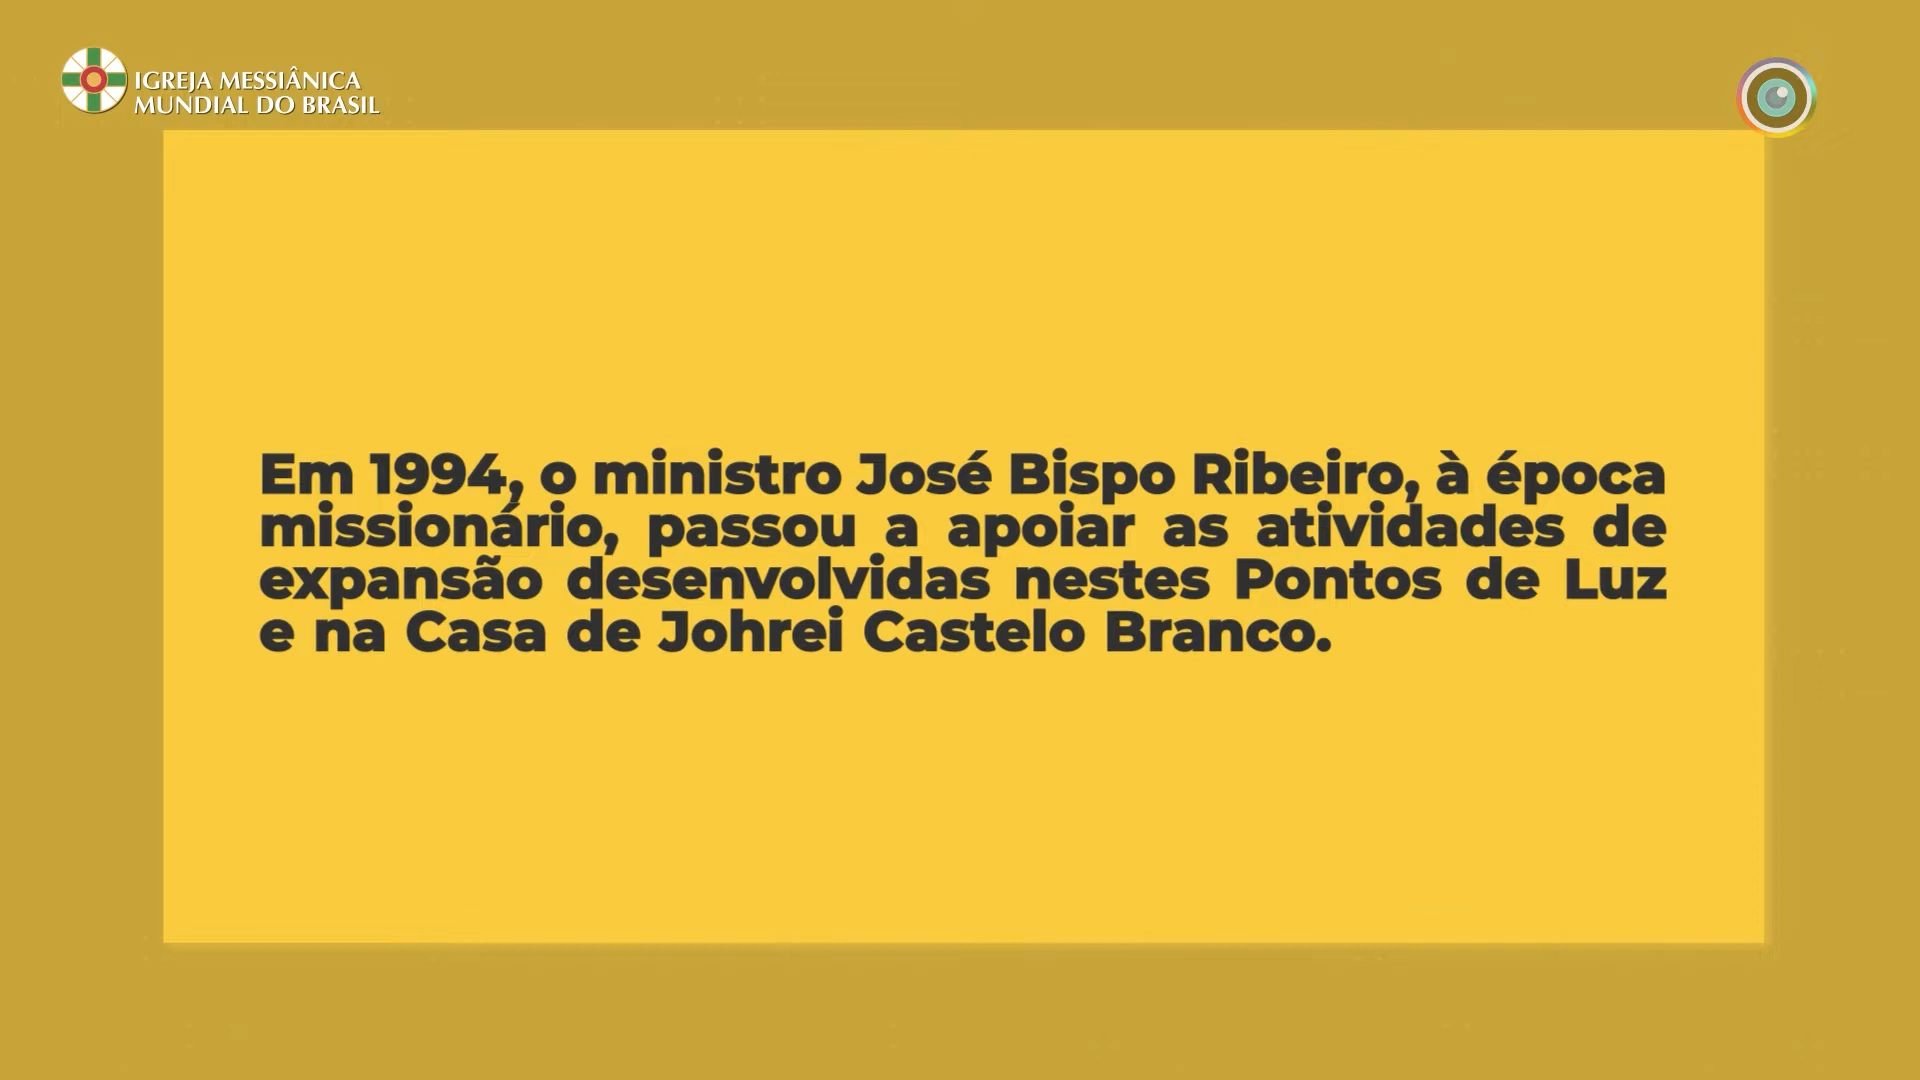 IGREJA MESSIÂNICA
MUNDIAL DO BRASIL
Em 1994, o ministro José Bispo Ribeiro, à época
missionário, passou a apoiar as atividades de
expansão desenvolvidas nestes Pontos de Luz
e na Casa de Johrei Castelo Branco.